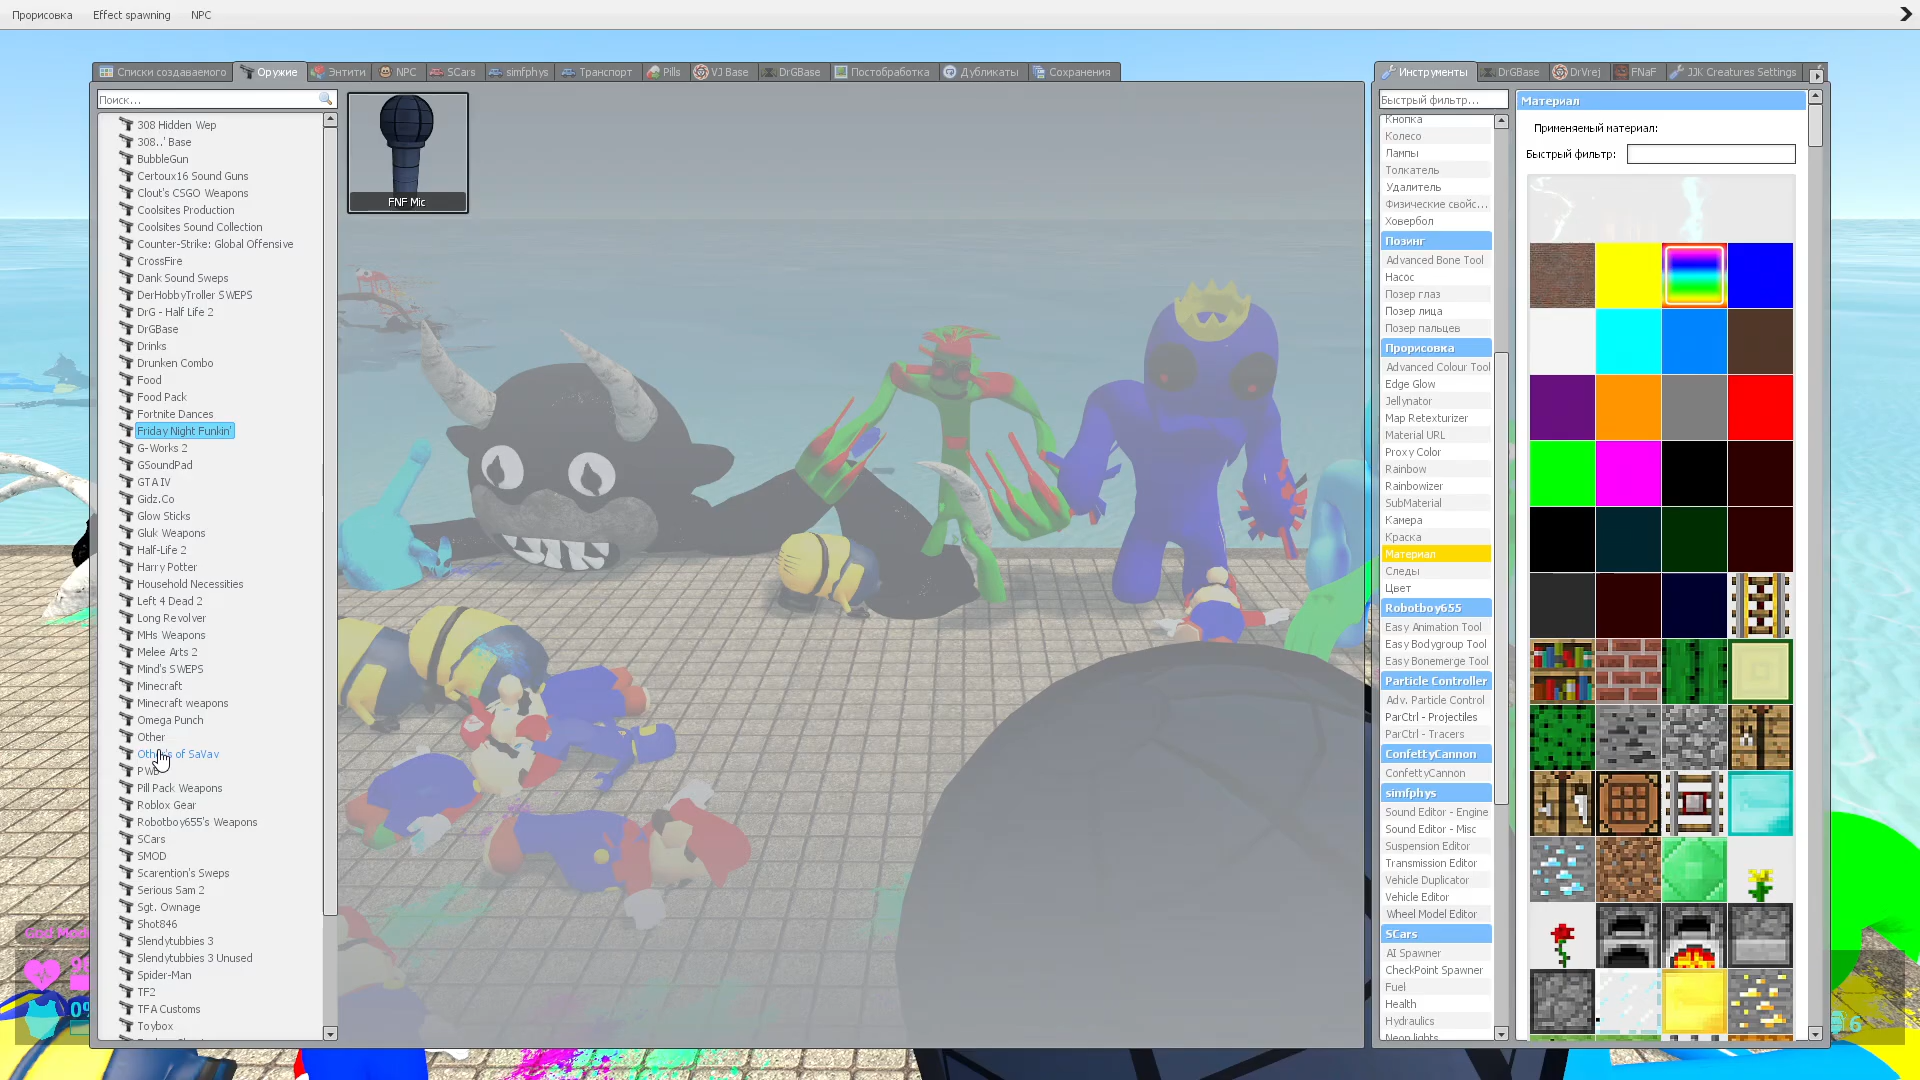 Прорисовка
Effect spawning
NPC
Списки создаваемого
Оружие
Энтити
NPC
SCars
simfphys
Транспорт
Pills
VJ Base
DrGBase
Постобработка
Дубликаты
Сохранения
Инструменты
DrGBase
DrVrej
FNaF
JJK Creatures Settings
Поиск...
308 Hidden Wep
308..' Base
BubbleGun
Certoux16 Sound Guns
Clout's CSGO Weapons
Coolsites Production
Coolsites Sound Collection
Counter-Strike: Global Offensive
CrossFire
Dank Sound Sweps
DerHobbyTroller SWEPS
DrG - Half Life 2
DrGBase
Drinks
Drunken Combo
Food
Food Pack
Fortnite Dances
Friday Night Funkin'
G-Works 2
GSoundPad
GTA IV
Gidz.Co
Glow Sticks
Gluk Weapons
Half-Life 2
Harry Potter
Household Necessities
Left 4 Dead 2
Long Revolver
MHs Weapons
Melee Arts 2
Mind's SWEPS
Minecraft
Minecraft weapons
Omega Punch
Other
of SaVav
Pill Pack Weapons
Roblox Gear
Robotboy655's Weapons
SCars
SMOD
Scarention's Sweps
Serious Sam 2
Sgt. Ownage
Shot846
Slendytubbies 3
Slendytubbies 3 Unused
Spider-Man
TF2
TFA Customs
Toybox
FNF Mic
Быстрый фильтр...
Кнопка
Колесо
Лампы
Толкатель
Удалитель
Физические свойс...
Ховербол
Позинг
Advanced Bone Tool
Насос
Позер глаз
Позер лица
Позер пальцев
Прорисовка
Advanced Colour Tool
Edge Glow
Jellynator
Map Retexturizer
Material URL
Proxy Color
Rainbow
Rainbowizer
SubMaterial
Камера
Краска
Материал
Следы
Цвет
Robotboy655
Easy Animation Tool
Easy Bodygroup Tool
Easy Bonemerge Tool
Particle Controller
Adv. Particle Control
ParCtrl - Projectiles
ParCtrl - Tracers
ConfettyCannon
ConfettyCannon
simfphys
Sound Editor - Engine
Sound Editor - Misc
Suspension Editor
Transmission Editor
Vehicle Duplicator
Vehicle Editor
Wheel Model Editor
SCars
AI Spawner
CheckPoint Spawner
Fuel
Health
Hydraulics
Neon lights
Материал
Применяемый материал:
Быстрый фильтр: